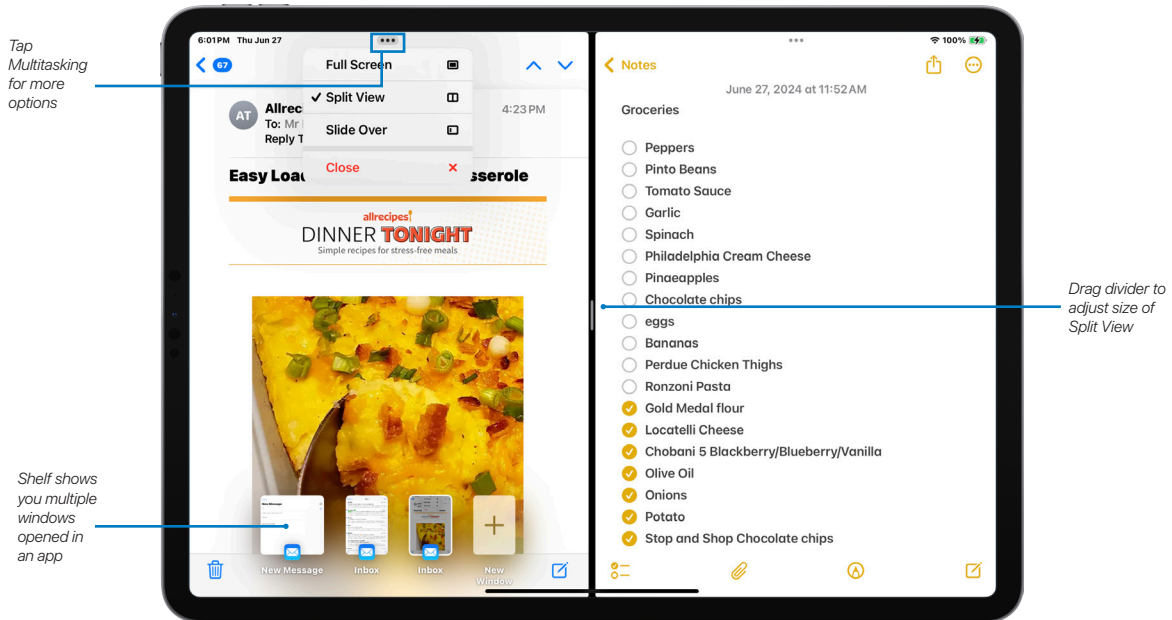 Tap
Multitasking
for more
options
6:01 PM Thu Jun 27
67
Full Screen
Split View
Slide Over
Close
AT
Allrec
To: Mr
Reply T
4:23 PM
Easy Loa
sserole
allrecipes
DINNER TONIGHT
Simple recipes for stress-free meals
New Message
Inbox
Inbox
New
Window
Shelf shows
you multiple
windows
opened in
an app
100%
Notes
June 27, 2024 at 11:52 AM
Groceries
Peppers
Pinto Beans
Tomato Sauce
Garlic
Spinach
Philadelphia Cream Cheese
Pinaeapples
Chocolate chips
eggs
Bananas
Perdue Chicken Thighs
Ronzoni Pasta
Gold Medal flour
Locatelli Cheese
Chobani 5 Blackberry/Blueberry/Vanilla
Olive Oil
Onions
Potato
Stop and Shop Chocolate chips
Drag divider to
adjust size of
Split View